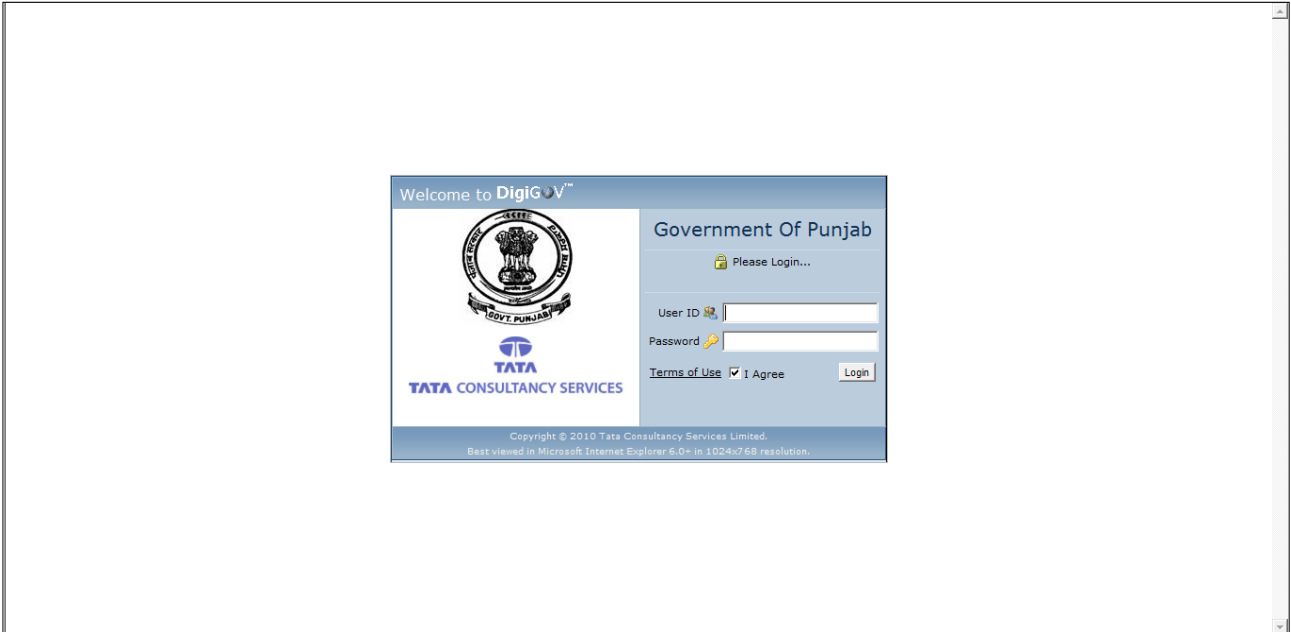 Welcome to DigiGOV™
GOVT. PUNJAB
TATA
TATA CONSULTANCY SERVICES
Government Of Punjab
Please Login...
User ID
Password
Terms of Use I Agree Login
Copyright © 2010 Tata Consultancy Services Limited.
Best viewed in Microsoft Internet Explorer 6.0+ in 1024x768 resolution.